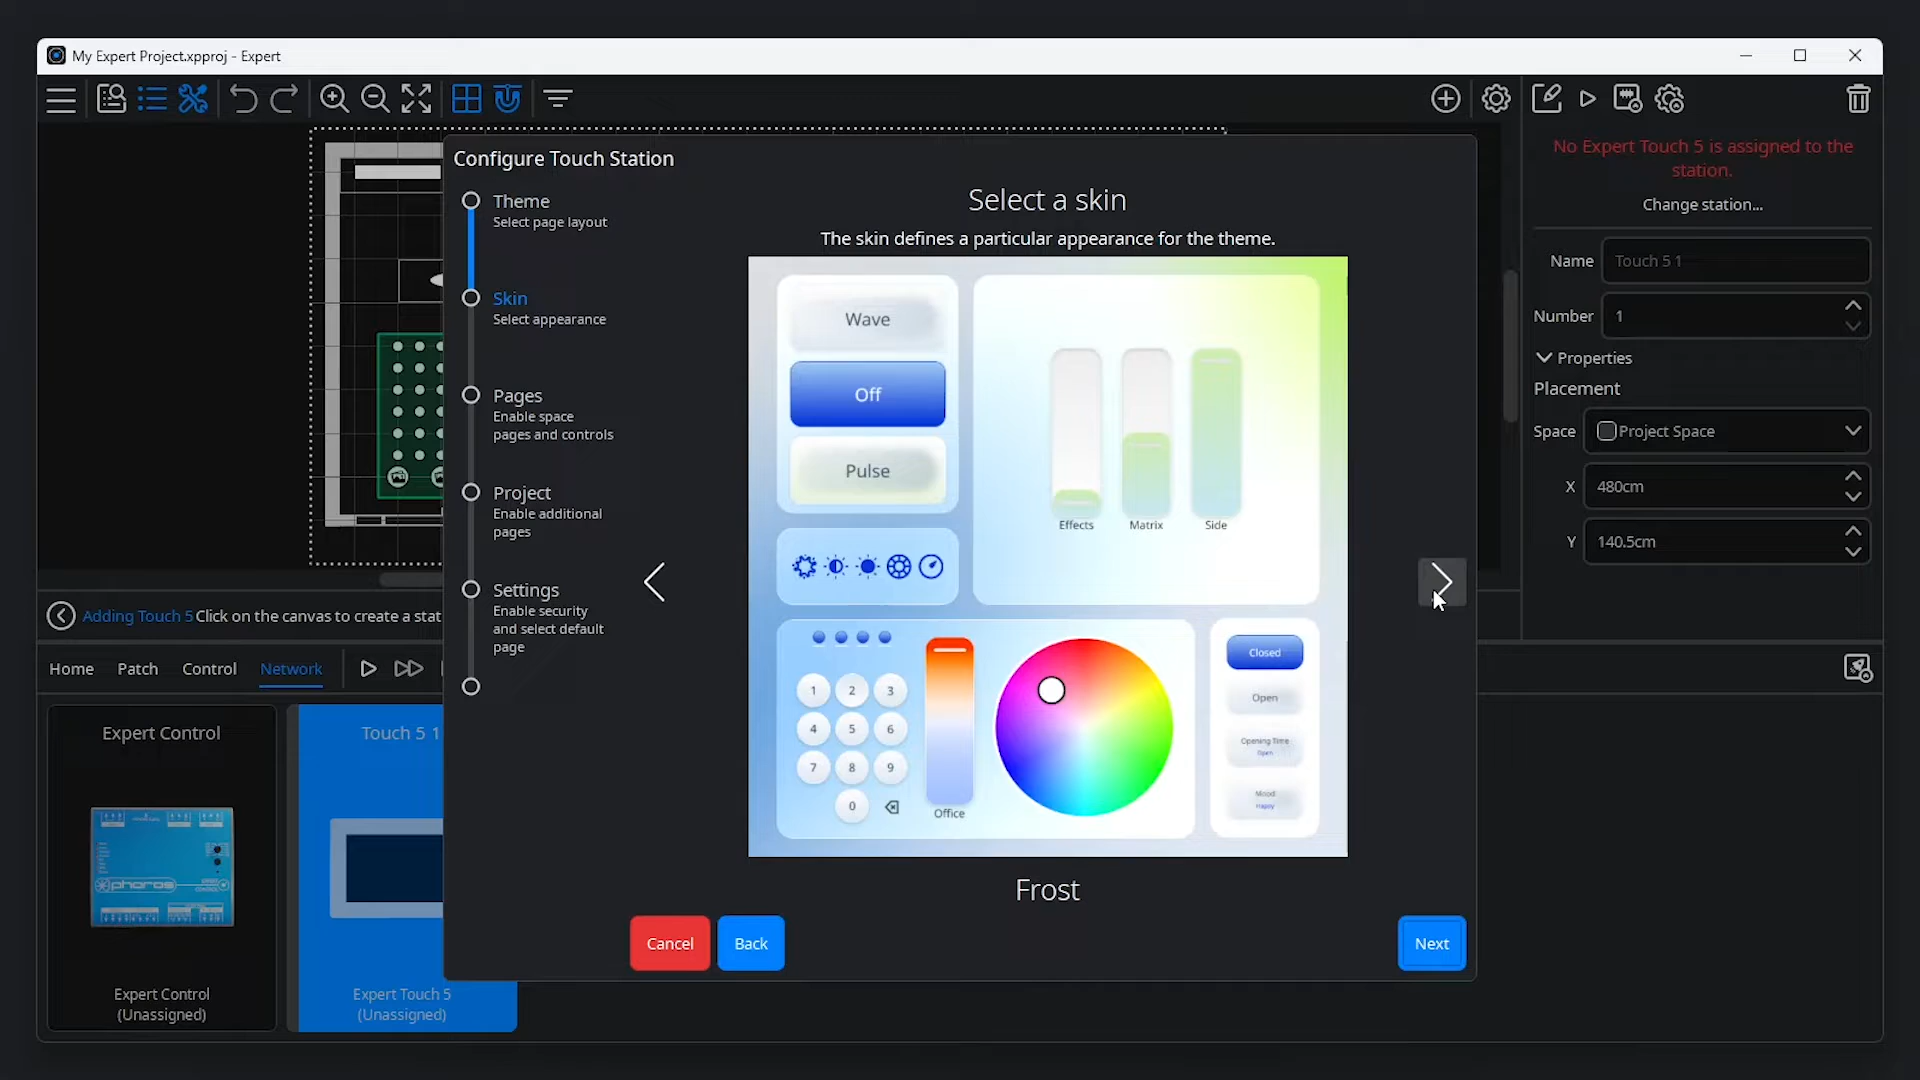 My Expert Project.xpproj - Expert
Configure Touch Station
Theme
Select page layout
Skin
Select appearance
Pages
Enable space
pages and controls
Project
Enable additional
pages
Settings
Enable security
and select default
page
Select a skin
The skin defines a particular appearance for the theme.
Wave
Off
Pulse
Effects
Matrix
Side
1
2
3
4
5
6
7
8
9
0
Office
Closed
Open
Opening Time
Open
Mood
Happy
Frost
Cancel
Back
Next
No Expert Touch 5 is assigned to the
station.
Change station...
Name
Touch 5 1
Number
1
Properties
Placement
Space
Project Space
X
480cm
Y
140.5cm
Adding Touch 5 Click on the canvas to create a stat
Home
Patch
Control
Network
Expert Control
pharos
Expert Control
(Unassigned)
Touch 5 1
Expert Touch 5
(Unassigned)